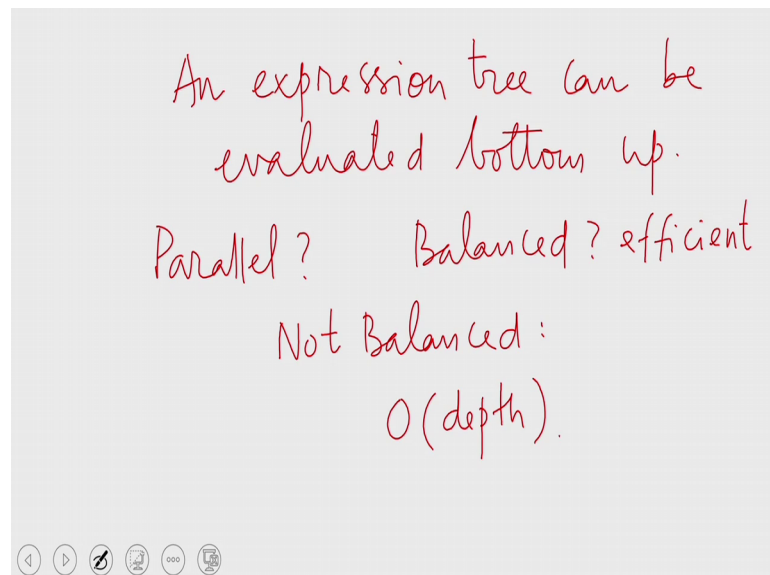 An expression tree can be
evaluated bottom up.
Parallel? Balanced? efficient
Not Balanced:
O(depth).